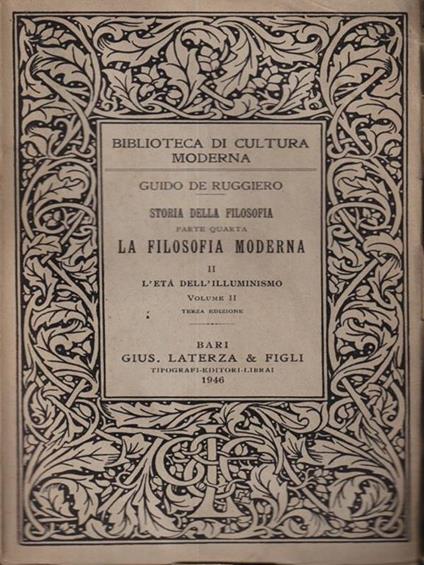 BIBLIOTECA DI CULTURA
MODERNA
GUIDO DE RUGGIERO
STORIA DELLA FILOSOFIA
PARTE QUARTA
LA FILOSOFIA MODERNA
II
L'ETÁ DELL'ILLUMINISMO
VOLUME II
TERZA EDIZIONE
BARI
GIUS. LATERZA & FIGLI
TIPOGRAFI-EDITORI-LIBRAI
1946